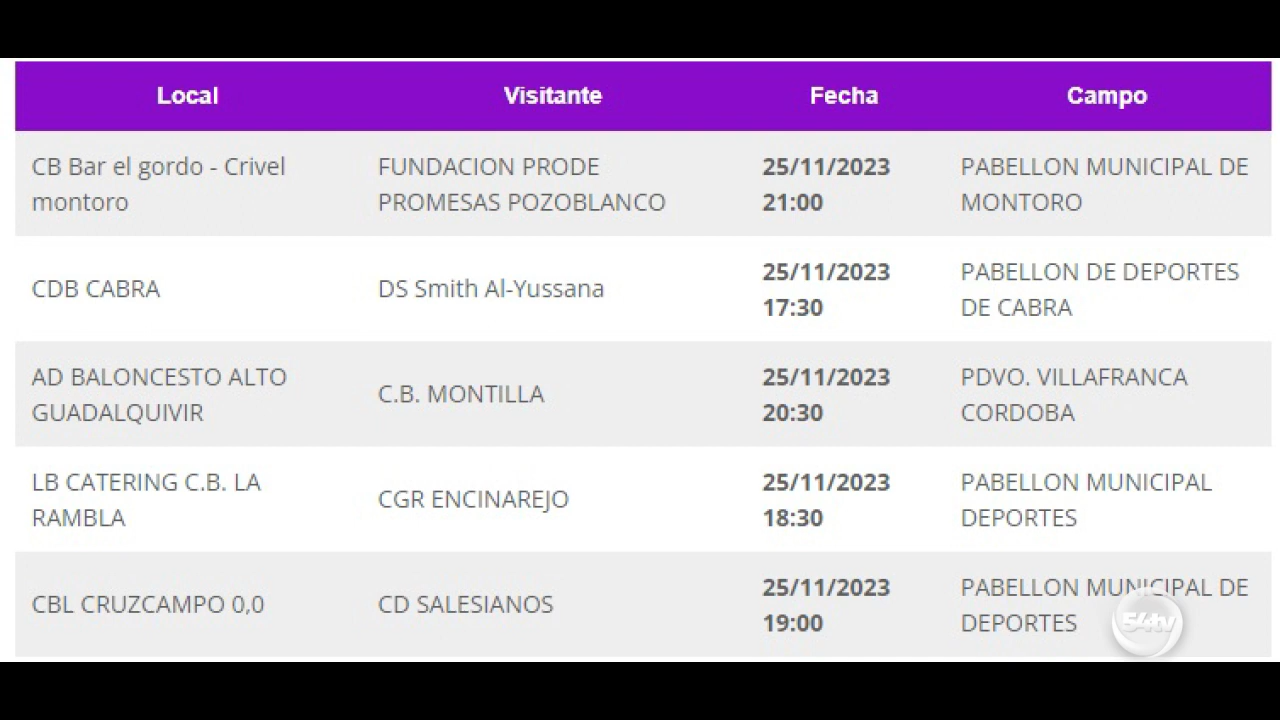 Local Visitante Fecha Campo
CB Bar el gordo - Crivel FUNDACION PRODE 25/11/2023 PABELLON MUNICIPAL DE
montoro PROMESAS POZOBLANCO 21:00 MONTORO
CDB CABRA DS Smith Al-Yussana 25/11/2023 PABELLON DE DEPORTES
17:30 DE CABRA
AD BALONCESTO ALTO C.B. MONTILLA 25/11/2023 PDVO. VILLAFRANCA
GUADALQUIVIR 20:30 CORDOBA
LB CATERING C.B. LA CGR ENCINAREJO 25/11/2023 PABELLON MUNICIPAL
RAMBLA 18:30 DEPORTES
CBL CRUZCAMPO 0,0 CD SALESIANOS 25/11/2023 PABELLON MUNICIPAL DE
19:00 DEPORTES
54tv